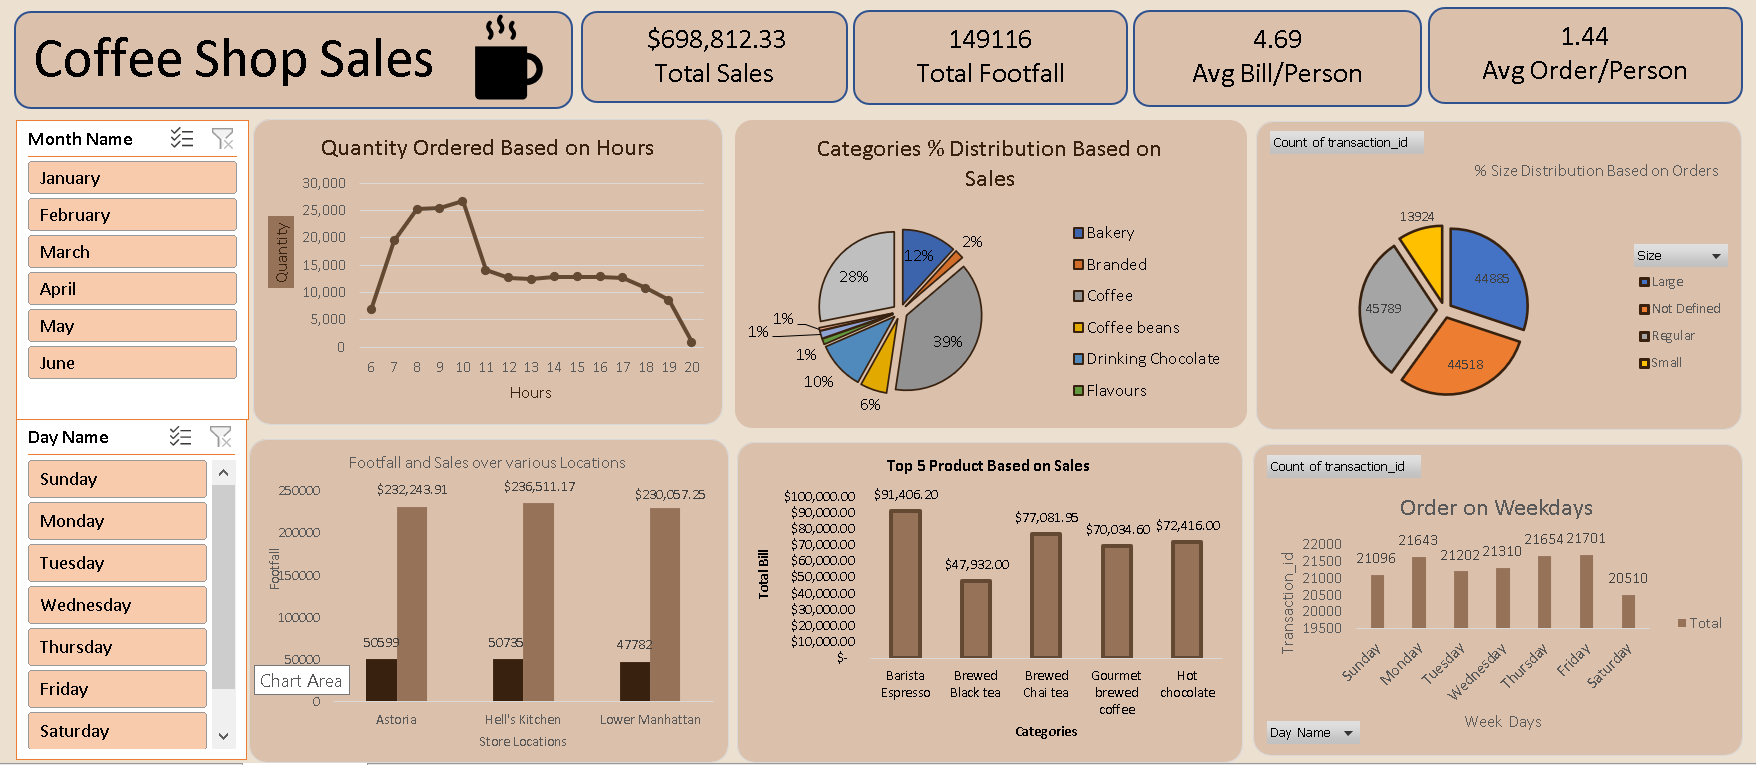 Coffee Shop Sales
$698,812.33
Total Sales
149116
Total Footfall
4.69
Avg Bill/Person
1.44
Avg Order/Person
Month Name
January
February
March
April
May
June
Day Name
Sunday
Monday
Tuesday
Wednesday
Thursday
Friday
Saturday
Quantity Ordered Based on Hours
Quantity
30,000
25,000
20,000
15,000
10,000
5,000
0
6 7 8 9 10 11 12 13 14 15 16 17 18 19 20
Hours
Categories % Distribution Based on
Sales
12%
2%
39%
6%
10%
1%
1%
1%
28%
Bakery
Branded
Coffee
Coffee beans
Drinking Chocolate
Flavours
Count of transaction_id
% Size Distribution Based on Orders
13924
44885
45789
44518
Size
Large
Not Defined
Regular
Small
Footfall and Sales over various Locations
Footfall
250000
200000
150000
100000
50000
0
$232,243.91
$236,511.17
$230,057.25
50599
50735
47782
Chart Area
Astoria
Hell's Kitchen
Lower Manhattan
Store Locations
Top 5 Product Based on Sales
Total Bill
$100,000.00
$90,000.00
$80,000.00
$70,000.00
$60,000.00
$50,000.00
$40,000.00
$30,000.00
$20,000.00
$10,000.00
$-
$91,406.20
$47,932.00
$77,081.95
$70,034.60
$72,416.00
Barista
Espresso
Brewed
Black tea
Brewed
Chai tea
Gourmet
brewed
coffee
Hot
chocolate
Categories
Count of transaction_id
Order on Weekdays
Transaction_id
22000
21500
21000
20500
20000
19500
21096
21643
21202
21310
21654
21701
20510
Sunday
Monday
Tuesday
Wednesday
Thursday
Friday
Saturday
Total
Week Days
Day Name